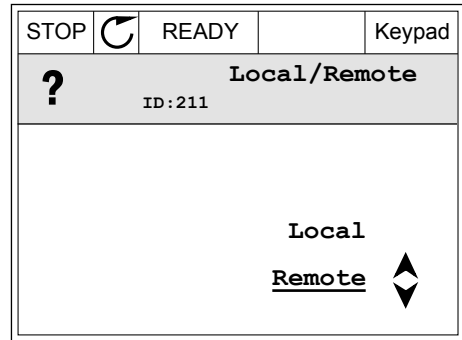 STOP READY Keypad
? Local/Remote
ID:211
Local
Remote